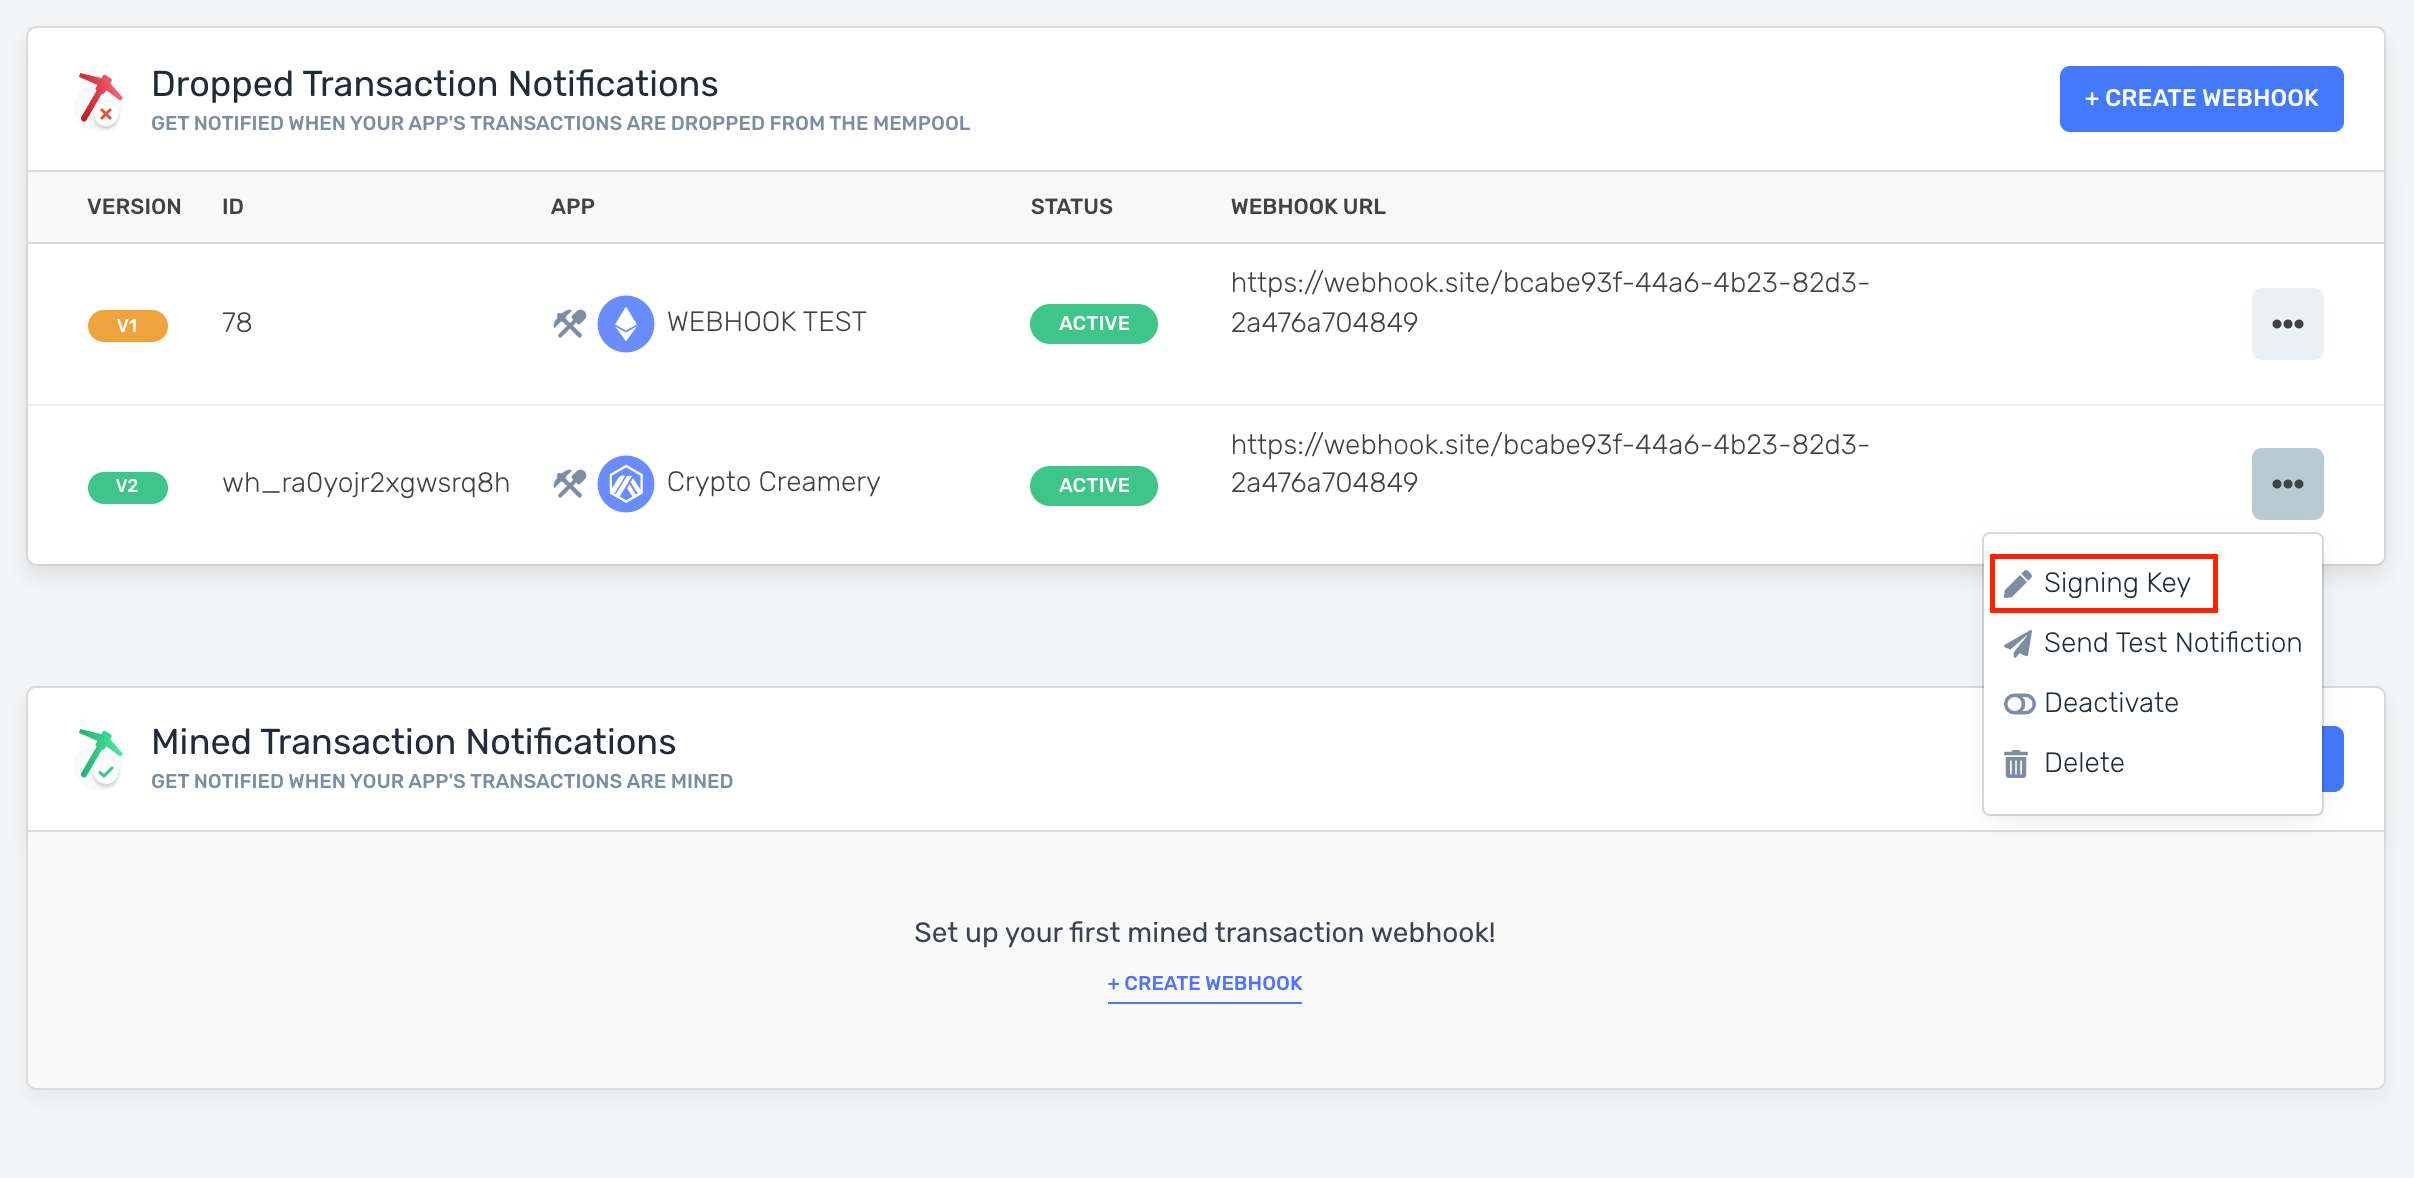 Dropped Transaction Notifications
GET NOTIFIED WHEN YOUR APP'S TRANSACTIONS ARE DROPPED FROM THE MEMPOOL
+ CREATE WEBHOOK
VERSION ID APP STATUS WEBHOOK URL
V1 78 WEBHOOK TEST ACTIVE https://webhook.site/bcabe93f-44a6-4b23-82d3-
2a476a704849
V2 wh_ra0yojr2xgwsrq8h Crypto Creamery ACTIVE https://webhook.site/bcabe93f-44a6-4b23-82d3-
2a476a704849
Signing Key
Send Test Notifiction
Deactivate
Delete
Mined Transaction Notifications
GET NOTIFIED WHEN YOUR APP'S TRANSACTIONS ARE MINED
Set up your first mined transaction webhook!
+ CREATE WEBHOOK